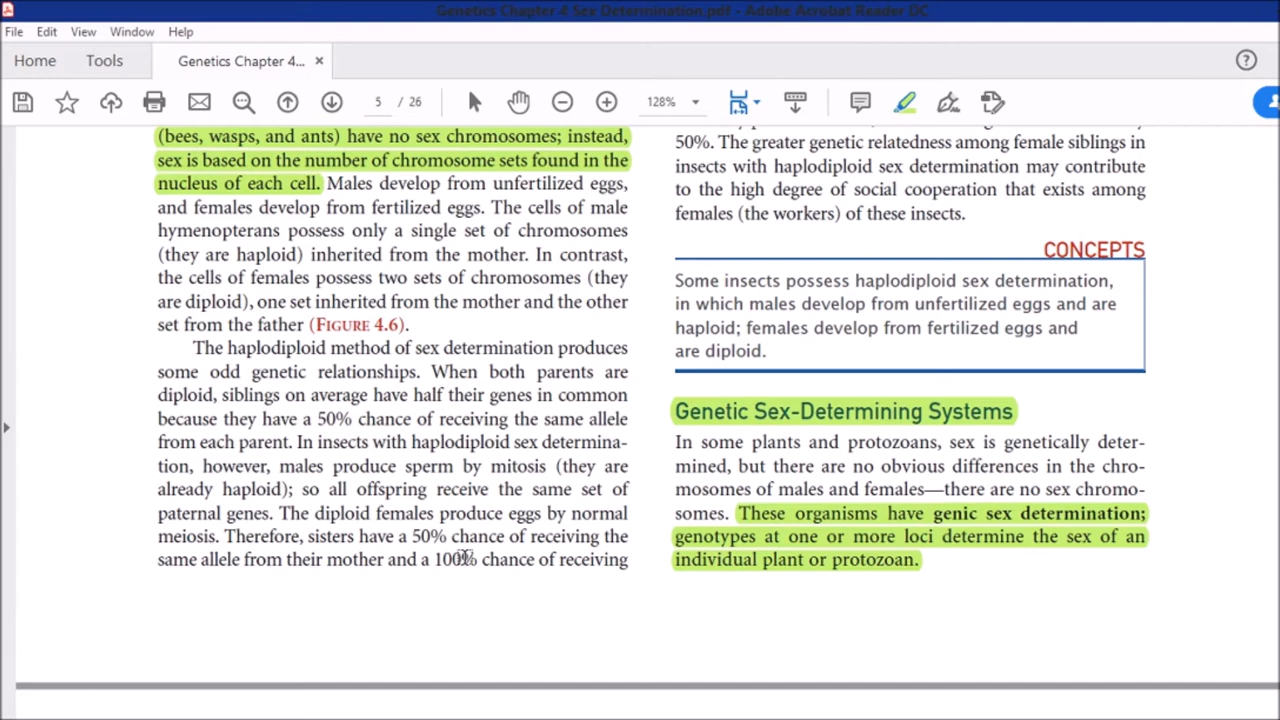 Genetics Chapter 4 Sex Determination.pdf - Adobe Acrobat Reader DC
File Edit View Window Help
Home Tools Genetics Chapter 4... ×
5 / 26 128%
(bees, wasps, and ants) have no sex chromosomes; instead,
sex is based on the number of chromosome sets found in the
nucleus of each cell. Males develop from unfertilized eggs,
and females develop from fertilized eggs. The cells of male
hymenopterans possess only a single set of chromosomes
(they are haploid) inherited from the mother. In contrast,
the cells of females possess two sets of chromosomes (they
are diploid), one set inherited from the mother and the other
set from the father (FIGURE 4.6).
The haplodiploid method of sex determination produces
some odd genetic relationships. When both parents are
diploid, siblings on average have half their genes in common
because they have a 50% chance of receiving the same allele
from each parent. In insects with haplodiploid sex determina-
tion, however, males produce sperm by mitosis (they are
already haploid); so all offspring receive the same set of
paternal genes. The diploid females produce eggs by normal
meiosis. Therefore, sisters have a 50% chance of receiving the
same allele from their mother and a 100% chance of receiving
50%. The greater genetic relatedness among female siblings in
insects with haplodiploid sex determination may contribute
to the high degree of social cooperation that exists among
females (the workers) of these insects.
CONCEPTS
Some insects possess haplodiploid sex determination,
in which males develop from unfertilized eggs and are
haploid; females develop from fertilized eggs and
are diploid.
Genetic Sex-Determining Systems
In some plants and protozoans, sex is genetically deter-
mined, but there are no obvious differences in the chro-
mosomes of males and females—there are no sex chromo-
somes. These organisms have genic sex determination;
genotypes at one or more loci determine the sex of an
individual plant or protozoan.